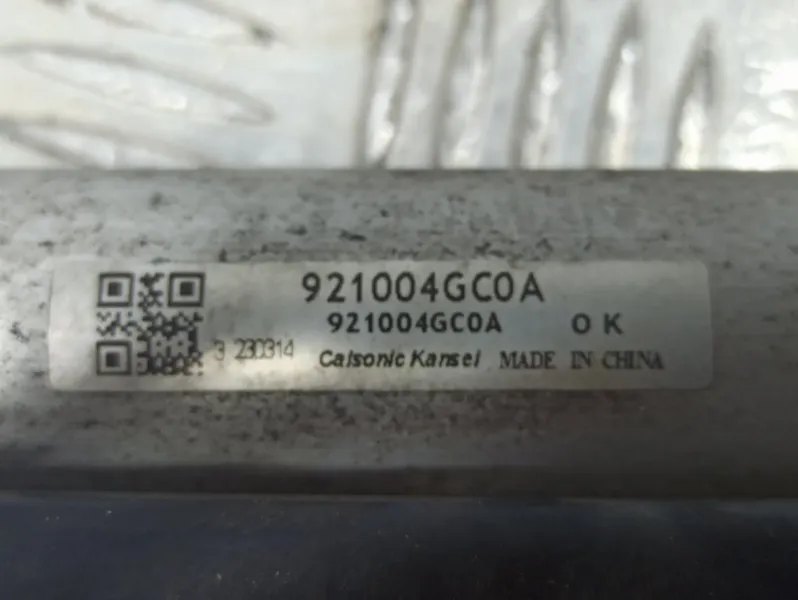 921004GC0A
921004GC0A OK
3 230314 Calsonic Kansei MADE IN CHINA